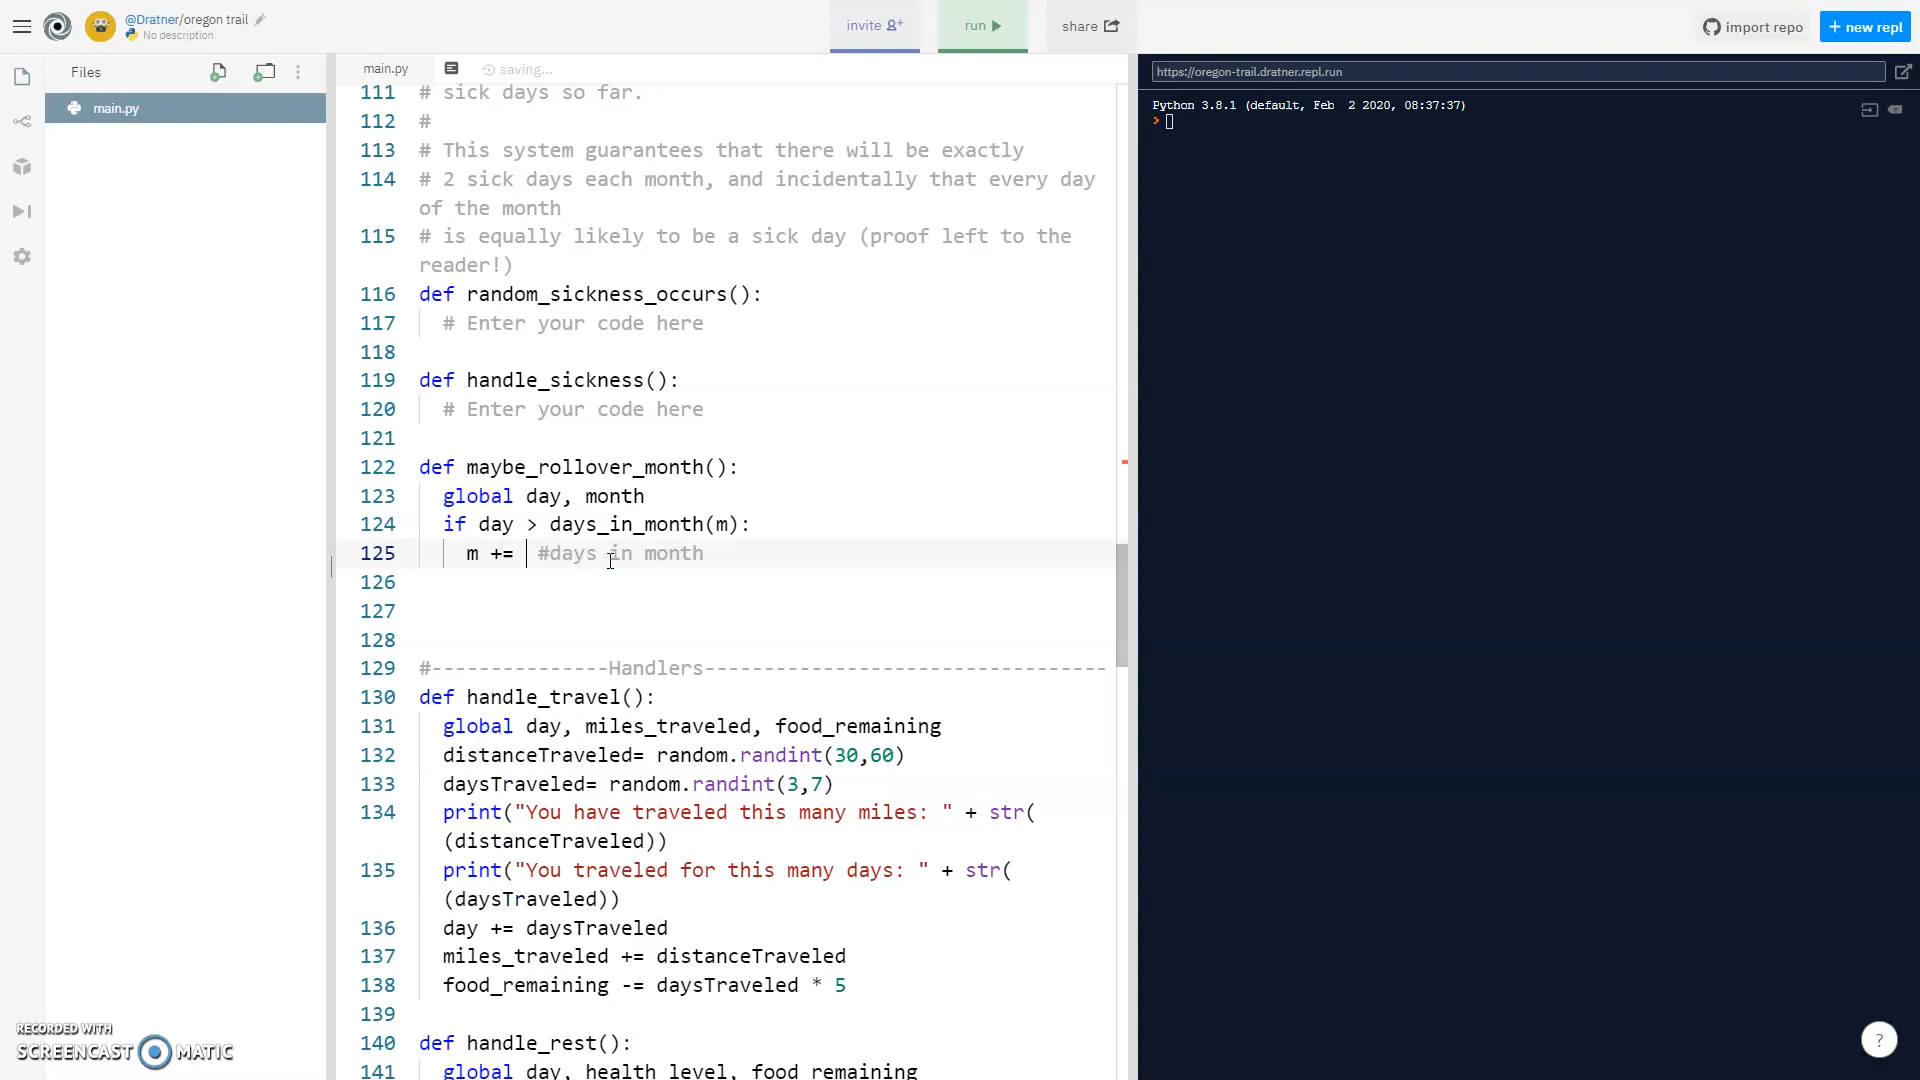 @Dratner/oregon trail
No description
invite
run
share
import repo
+ new repl
Files
main.py
main.py
saving...
https://oregon-trail.dratner.repl.run
Python 3.8.1 (default, Feb  2 2020, 08:37:37)
>
111 # sick days so far.
112 #
113 # This system guarantees that there will be exactly
114 # 2 sick days each month, and incidentally that every day
of the month
115 # is equally likely to be a sick day (proof left to the
reader!)
116 def random_sickness_occurs():
117   # Enter your code here
118
119 def handle_sickness():
120   # Enter your code here
121
122 def maybe_rollover_month():
123   global day, month
124   if day > days_in_month(m):
125     m +=  #days in month
126
127
128
129 #---------------Handlers----------------------------------
130 def handle_travel():
131   global day, miles_traveled, food_remaining
132   distanceTraveled= random.randint(30,60)
133   daysTraveled= random.randint(3,7)
134   print("You have traveled this many miles: " + str(
(distanceTraveled))
135   print("You traveled for this many days: " + str(
(daysTraveled))
136   day += daysTraveled
137   miles_traveled += distanceTraveled
138   food_remaining -= daysTraveled * 5
139
140 def handle_rest():
141   global day, health_level, food_remaining
RECORDED WITH
SCREENCAST MATIC
?